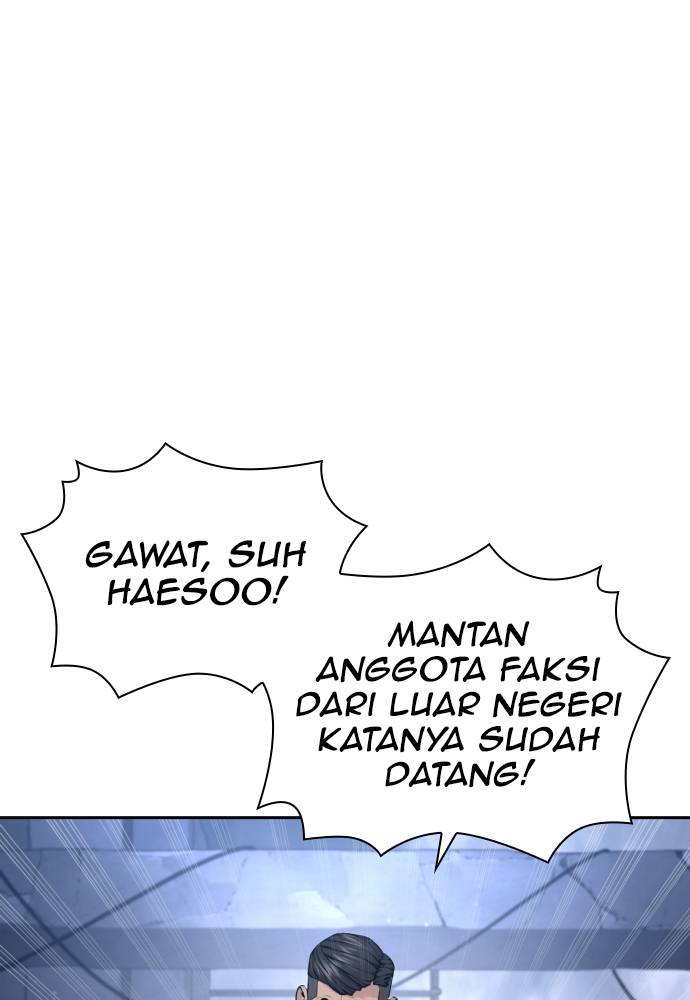 GAWAT, SUH
HAESOO!
MANTAN
ANGGOTA FAKSI
DARI LUAR NEGERI
KATANYA SUDAH
DATANG!